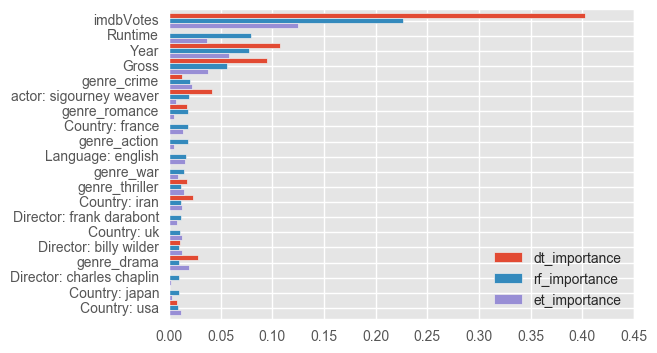 imdbVotes
Runtime
Year
Gross
genre_crime
actor: sigourney weaver
genre_romance
Country: france
genre_action
Language: english
genre_war
genre_thriller
Country: iran
Director: frank darabont
Country: uk
Director: billy wilder
genre_drama
Director: charles chaplin
Country: japan
Country: usa
dt_importance
rf_importance
et_importance
0.00 0.05 0.10 0.15 0.20 0.25 0.30 0.35 0.40 0.45